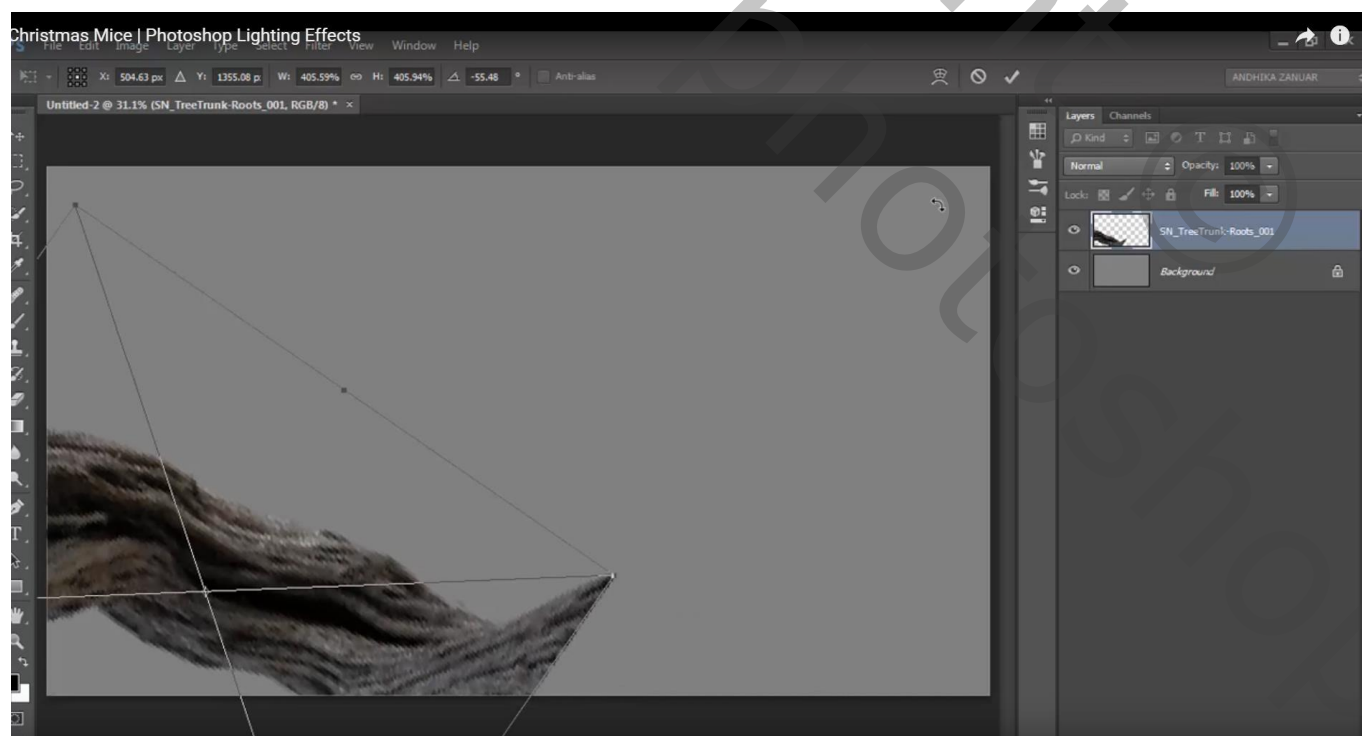 Christmas Mice | Photoshop Lighting Effects
File Edit Image Layer Type Select Filter View Window Help
X: 504.63 px Δ Y: 1355.08 p: W: 405.59% H: 405.94% -55.48 ° Anti-alias
ANDHIKA ZANUAR
Untitled-2 @ 31.1% (SN_TreeTrunk-Roots_001, RGB/8) * ×
Layers Channels
Kind
Normal Opacity: 100%
Lock: Fill: 100%
SN_TreeTrunk-Roots_001
Background
photoshop